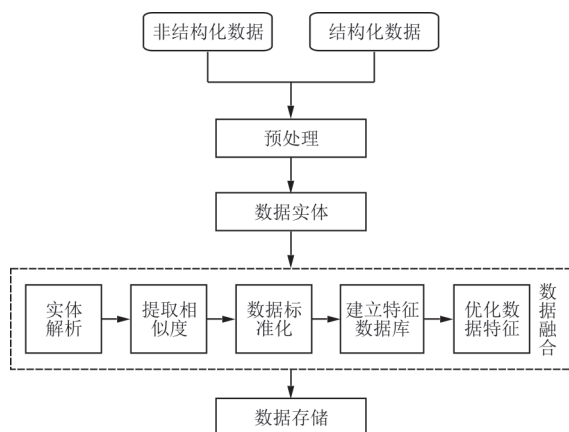 非结构化数据
结构化数据
预处理
数据实体
实体
解析
提取相
似度
数据标
准化
建立特征
数据库
优化数
据特征
数
据
融
合
数据存储